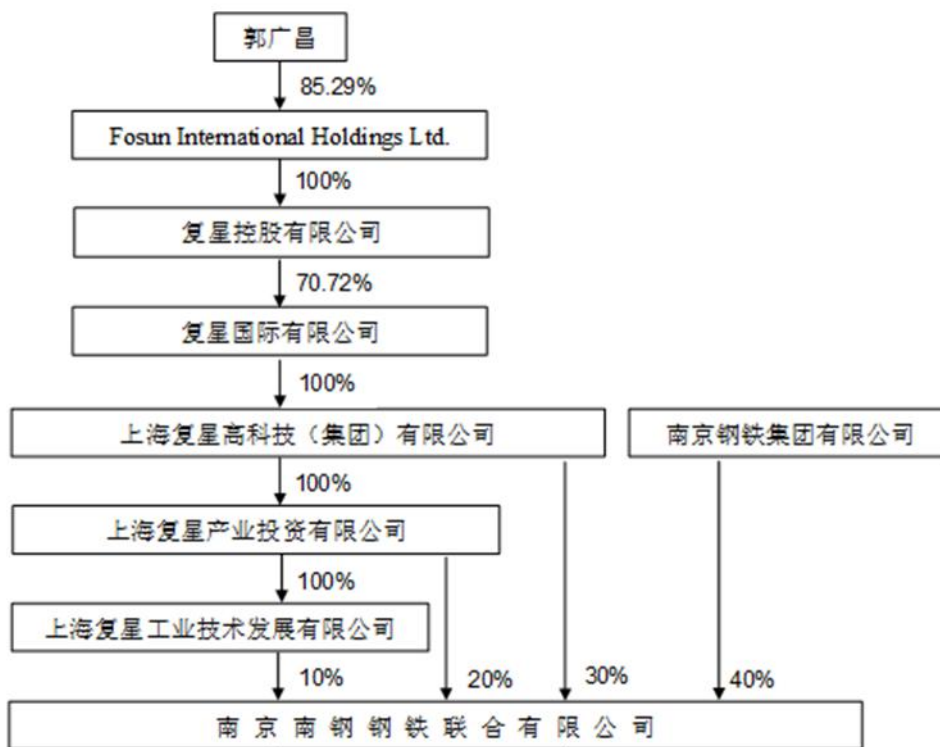 郭广昌
85.29%
Fosun International Holdings Ltd.
100%
复星控股有限公司
70.72%
复星国际有限公司
100%
上海复星高科技（集团）有限公司
南京钢铁集团有限公司
100%
上海复星产业投资有限公司
100%
上海复星工业技术发展有限公司
10%
20%
30%
40%
南京南钢钢铁联合有限公司